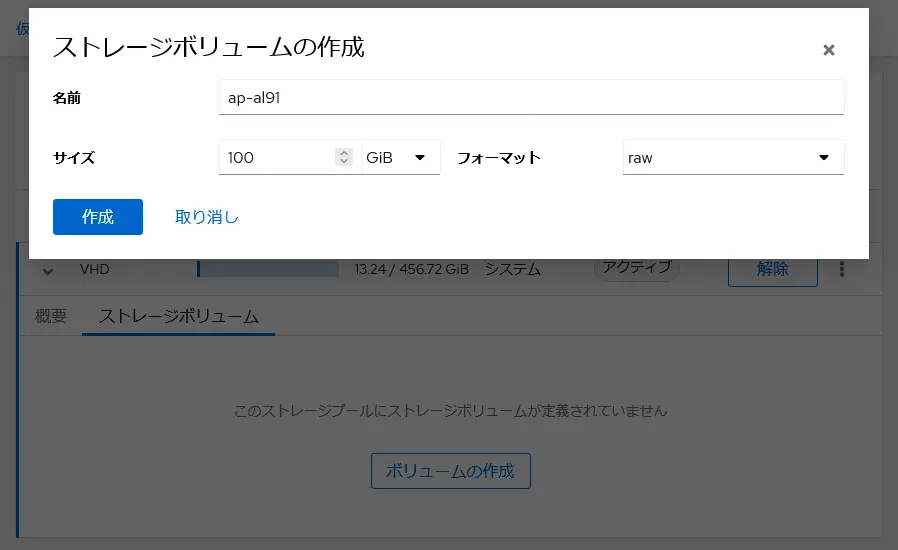 仮
ストレージボリュームの作成
名前 ap-al91
サイズ 100 GiB フォーマット raw
作成 取り消し
VHD 13.24 / 456.72 GiB システム アクティブ 解除
概要 ストレージボリューム
このストレージプールにストレージボリュームが定義されていません
ボリュームの作成